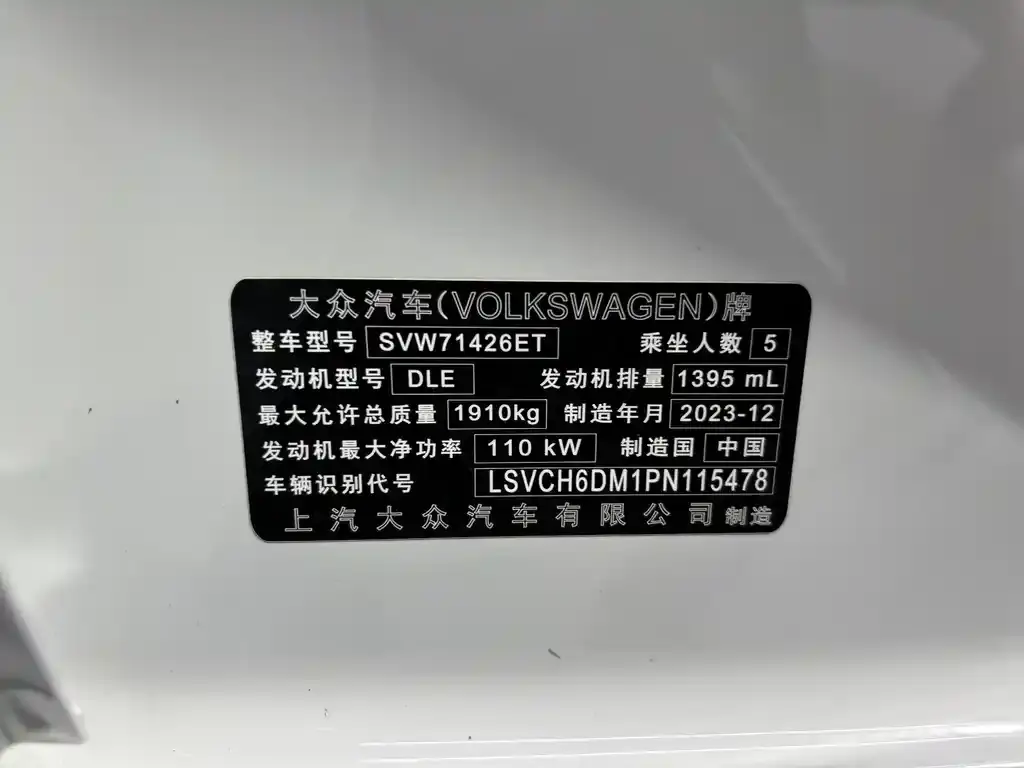 大众汽车(VOLKSWAGEN)牌
整车型号 SVW71426ET 乘坐人数 5
发动机型号 DLE 发动机排量 1395 mL
最大允许总质量 1910kg 制造年月 2023-12
发动机最大净功率 110 kW 制造国 中国
车辆识别代号 LSVCH6DM1PN115478
上汽大众汽车有限公司制造